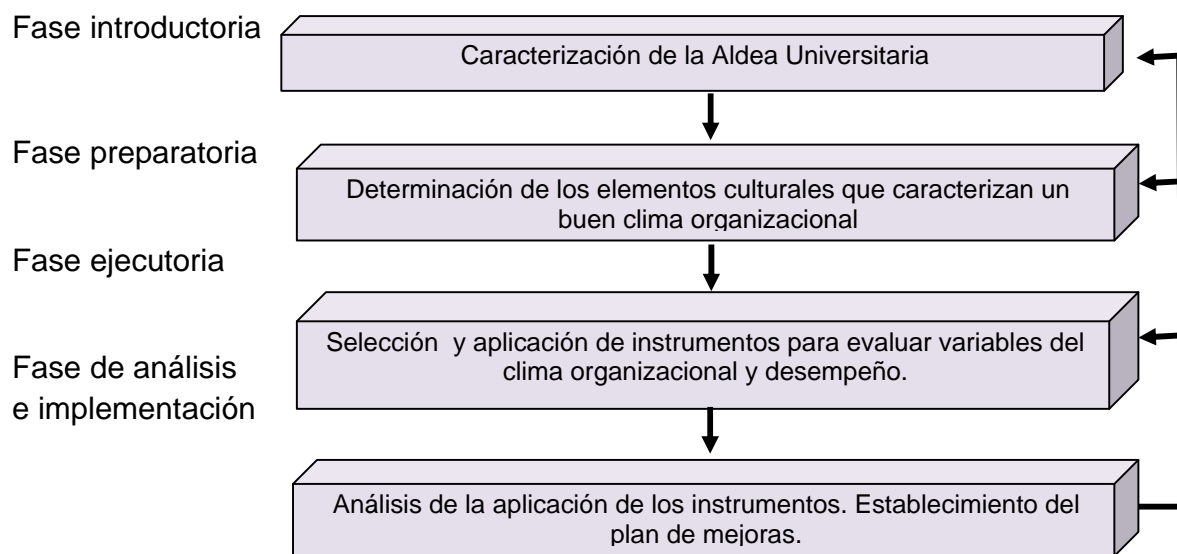 Fase introductoria
Caracterización de la Aldea Universitaria
Fase preparatoria
Determinación de los elementos culturales que caracterizan un
buen clima organizacional
Fase ejecutoria
Selección y aplicación de instrumentos para evaluar variables del
clima organizacional y desempeño.
Fase de análisis
e implementación
Análisis de la aplicación de los instrumentos. Establecimiento del
plan de mejoras.